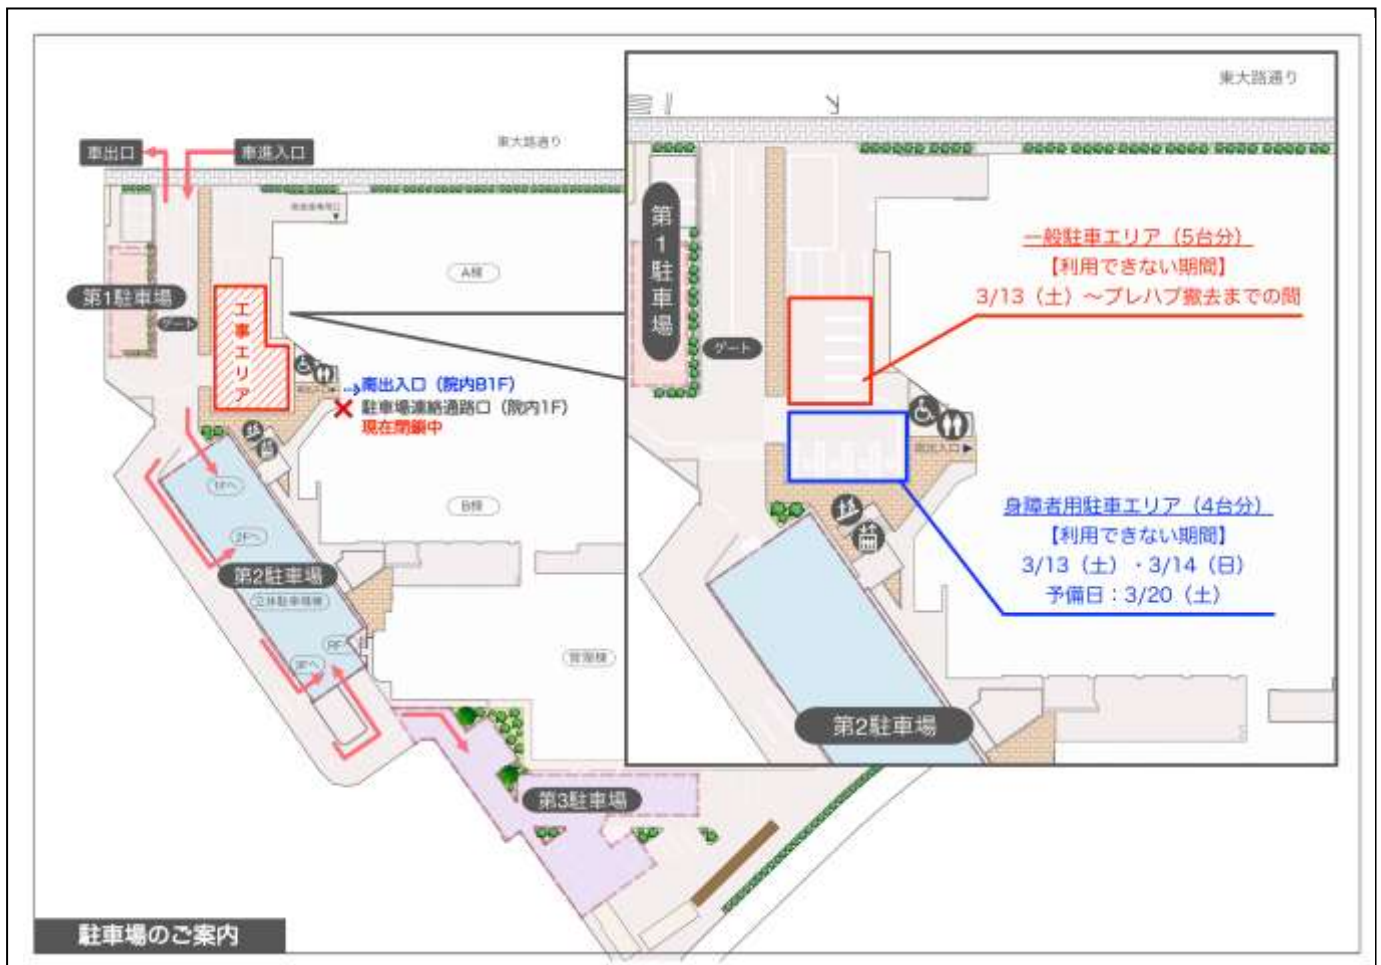 東大路通り
車出口
車進入口
東大路通り
第1駐車場
ゲート
工事エリア
A棟
南出入口（院内B1F）
駐車場連絡通路口（院内1F）
現在閉鎖中
1Fへ
B棟
2Fへ
第2駐車場
立体駐車場棟
RF
3Fへ
管理棟
第3駐車場
第1駐車場
ゲート
一般駐車エリア（5台分）
【利用できない期間】
3/13（土）～プレハブ撤去までの間
南出入口
身障者用駐車エリア（4台分）
【利用できない期間】
3/13（土）・3/14（日）
予備日：3/20（土）
第2駐車場
駐車場のご案内